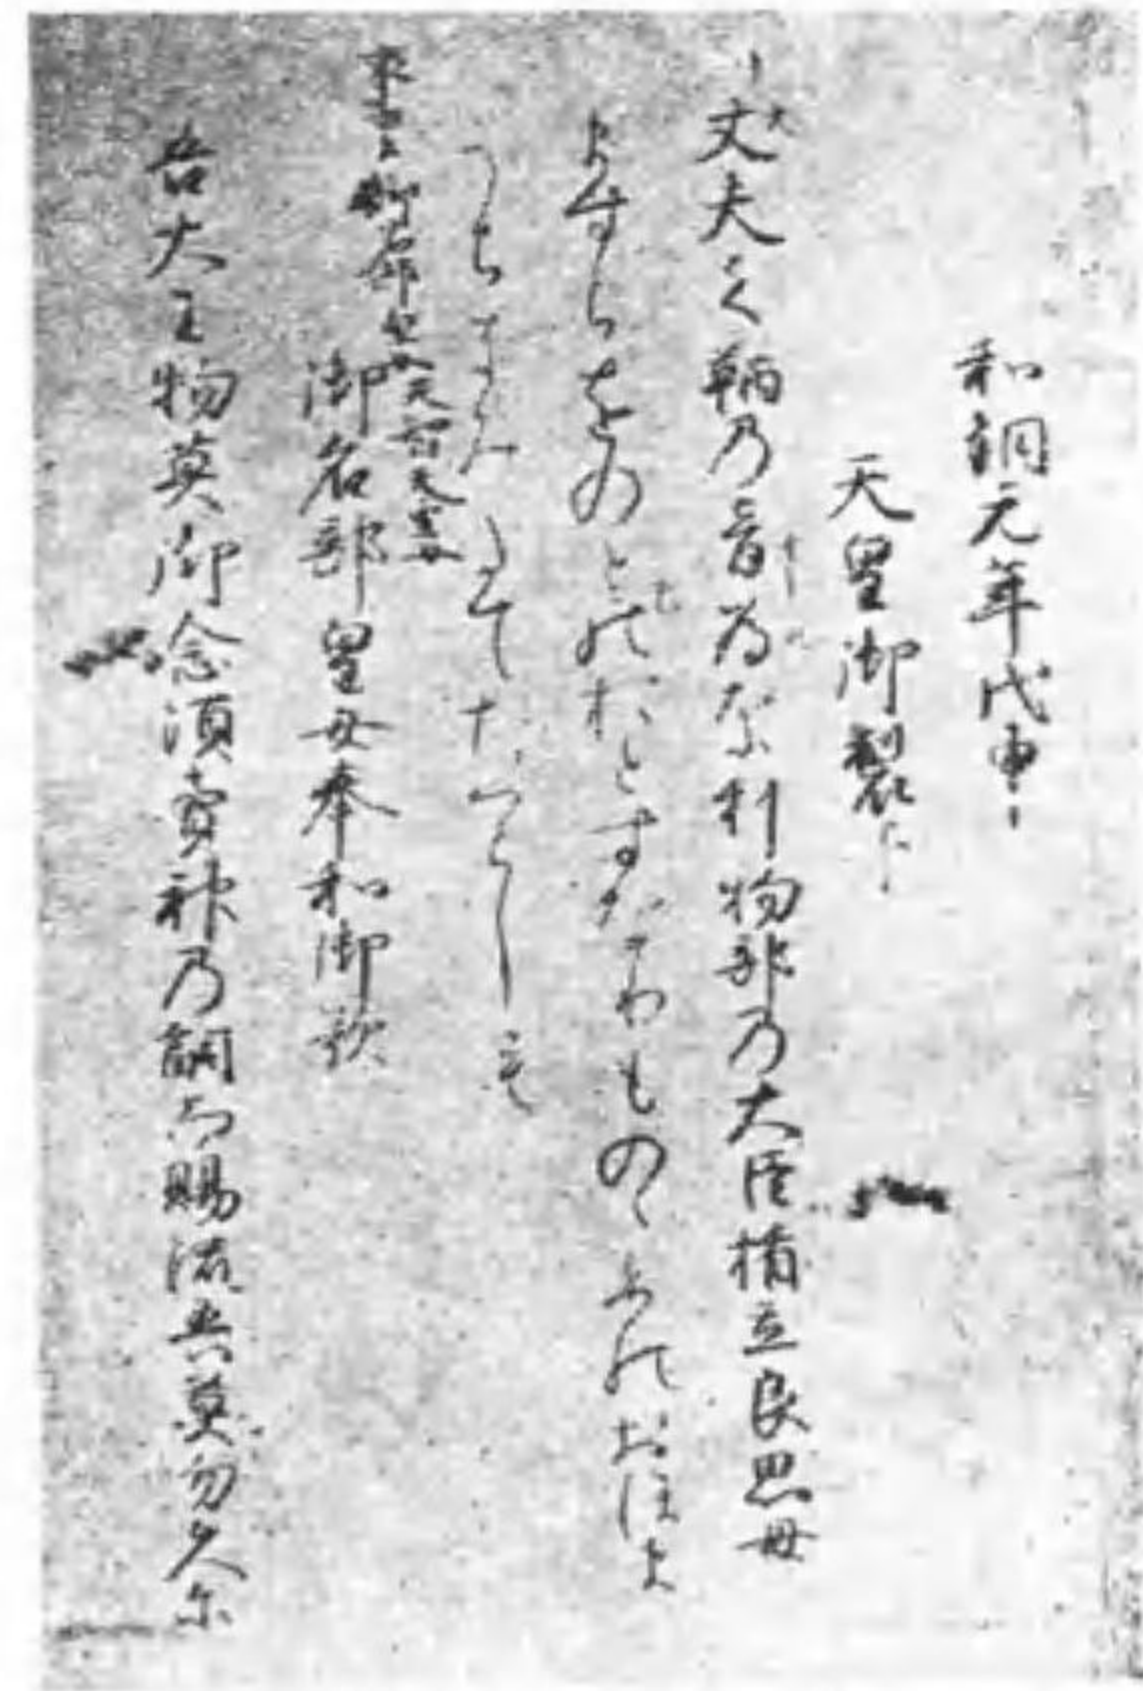 和銅元年戊申
天皇御製
丈夫之鞆乃音為奈利物部乃大臣楯立良思母
ますらをのとものおとすなりものゝふのおほま
うちきみたてたつらしも
御名部皇女奉和御歌
吾大王物莫御念須賣神乃嗣而賜流吾莫勿久尓